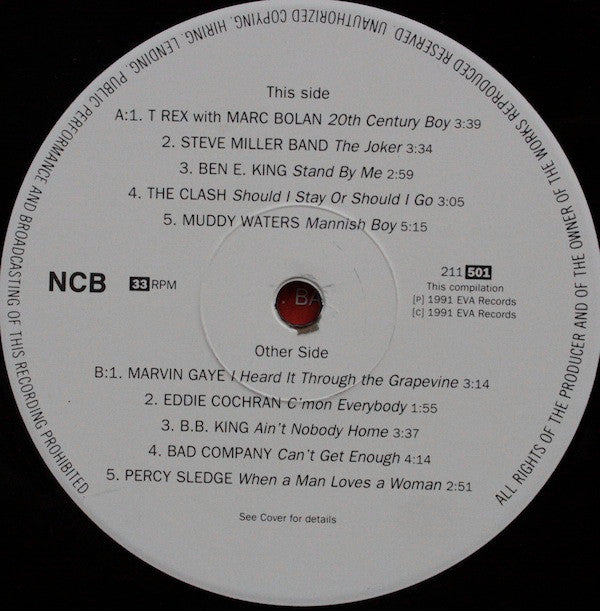 ALL RIGHTS OF THE PRODUCER AND OF THE OWNER OF THE WORKS REPRODUCED RESERVED UNAUTHORIZED COPYING, HIRING, LENDING, PUBLIC PERFORMANCE AND BROADCASTING OF THIS RECORDING PROHIBITED
This side
A:1. T REX with MARC BOLAN 20th Century Boy 3:39
2. STEVE MILLER BAND The Joker 3:34
3. BEN E. KING Stand By Me 2:59
4. THE CLASH Should I Stay Or Should I Go 3:05
5. MUDDY WATERS Mannish Boy 5:15
NCB 33 RPM
211 501
This compilation
[P] 1991 EVA Records
[C] 1991 EVA Records
BA
Other Side
B:1. MARVIN GAYE I Heard It Through the Grapevine 3:14
2. EDDIE COCHRAN C'mon Everybody 1:55
3. B.B. KING Ain't Nobody Home 3:37
4. BAD COMPANY Can't Get Enough 4:14
5. PERCY SLEDGE When a Man Loves a Woman 2:51
See Cover for details